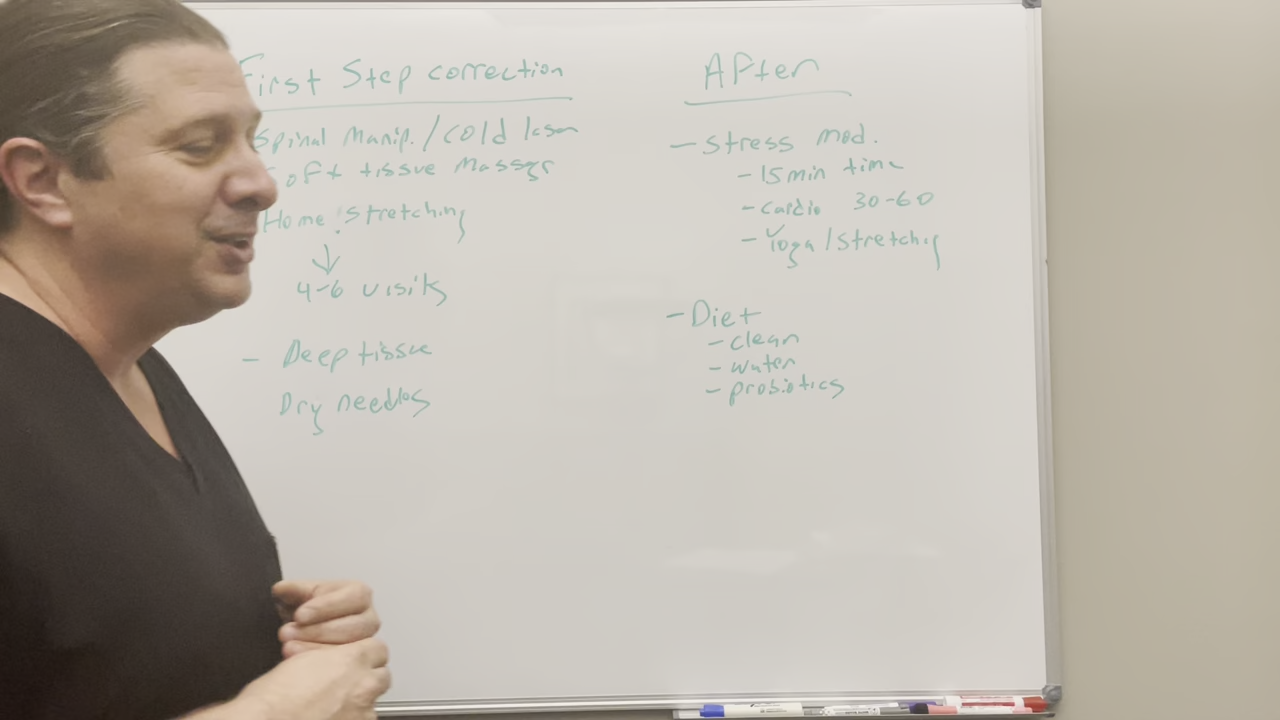 First Step correction
Spinal Manip. / cold laser
Soft tissue Massage
Home stretching
↓
4-6 visits
- Deep tissue
Dry needles
After
- stress mod.
- 15 min time
- cardio 30-60
- Yoga / stretching
- Diet
- clean
- water
- probiotics